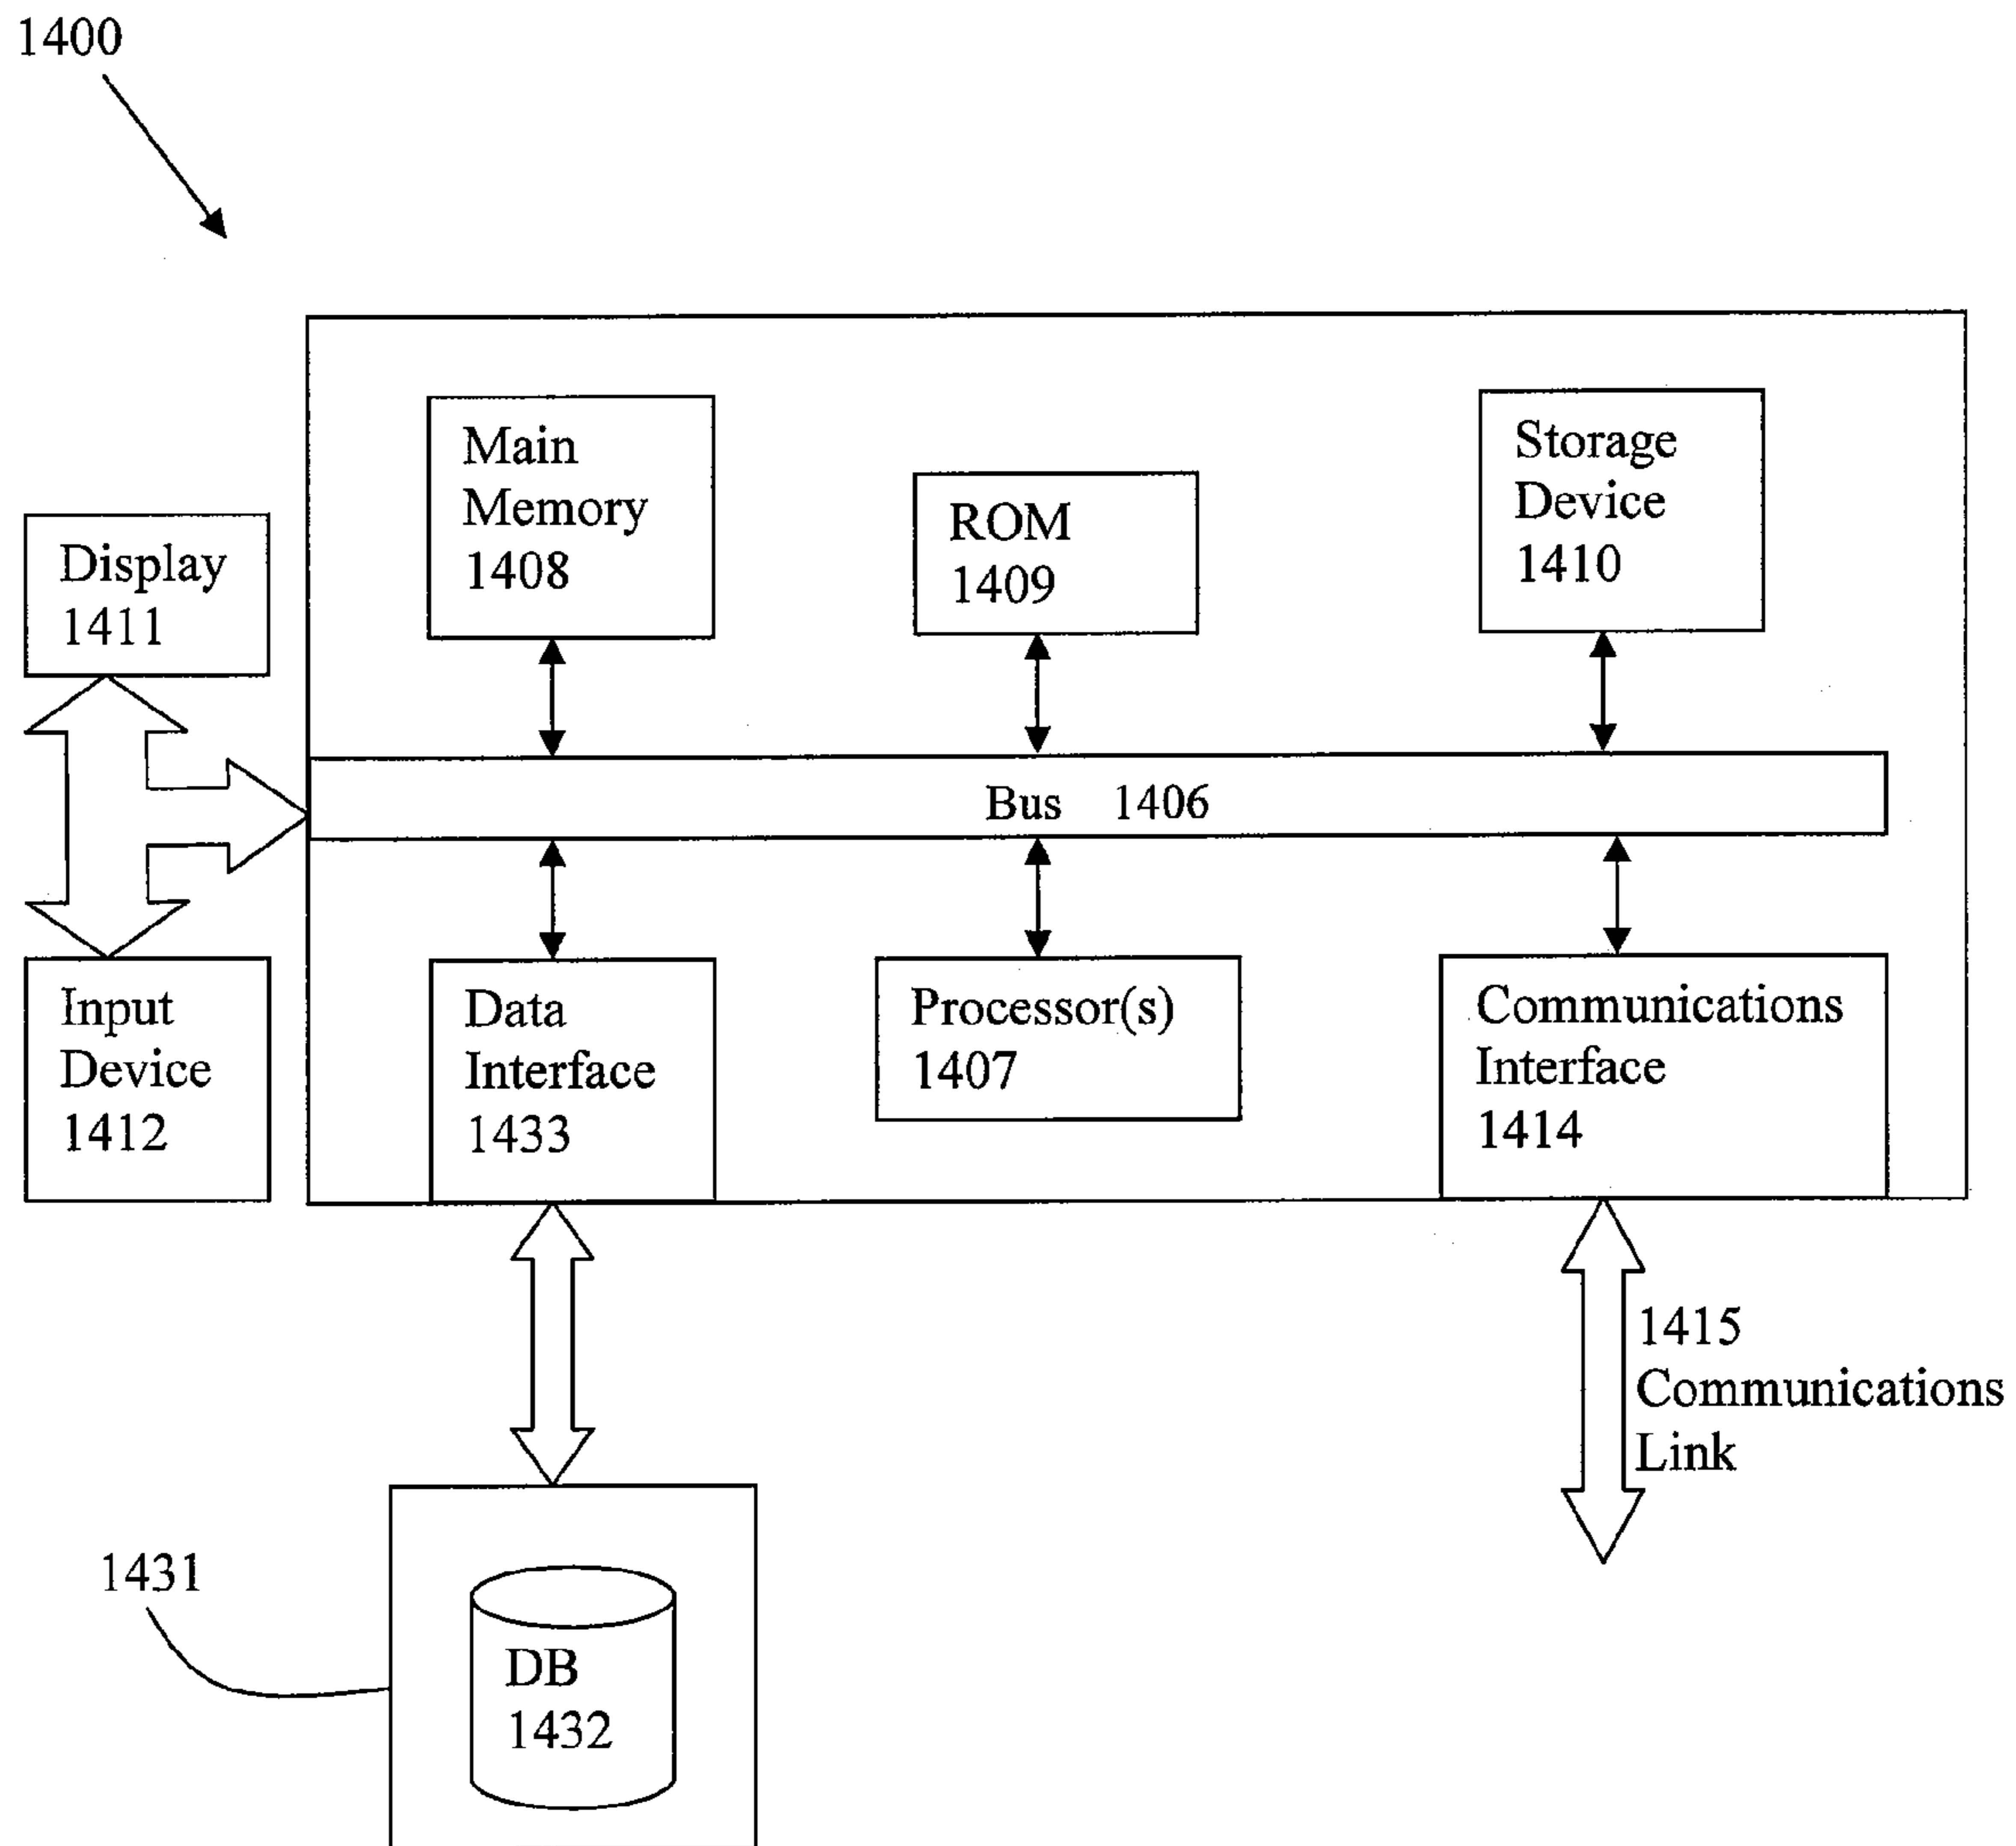 1400
Main
Memory
1408
ROM
1409
Storage
Device
1410
Display
1411
Bus 1406
Input
Device
1412
Data
Interface
1433
Processor(s)
1407
Communications
Interface
1414
1415
Communications
Link
1431
DB
1432